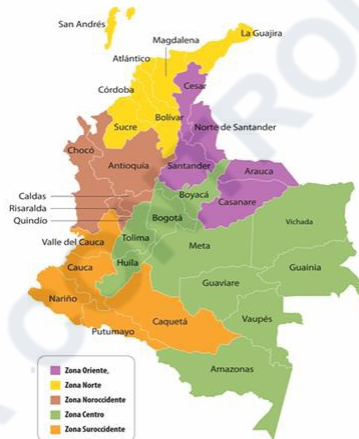 San Andrés
La Guajira
Magdalena
Atlántico
Cesar
Córdoba
Bolívar
Sucre
Norte de Santander
Chocó
Antioquia
Santander
Arauca
Caldas
Boyacá
Casanare
Risaralda
Quindío
Bogotá
Vichada
Valle del Cauca
Tolima
Meta
Cauca
Huila
Guainia
Guaviare
Nariño
Caquetá
Vaupés
Putumayo
Amazonas
Zona Oriente,
Zona Norte
Zona Noroccidente
Zona Centro
Zona Suroccidente